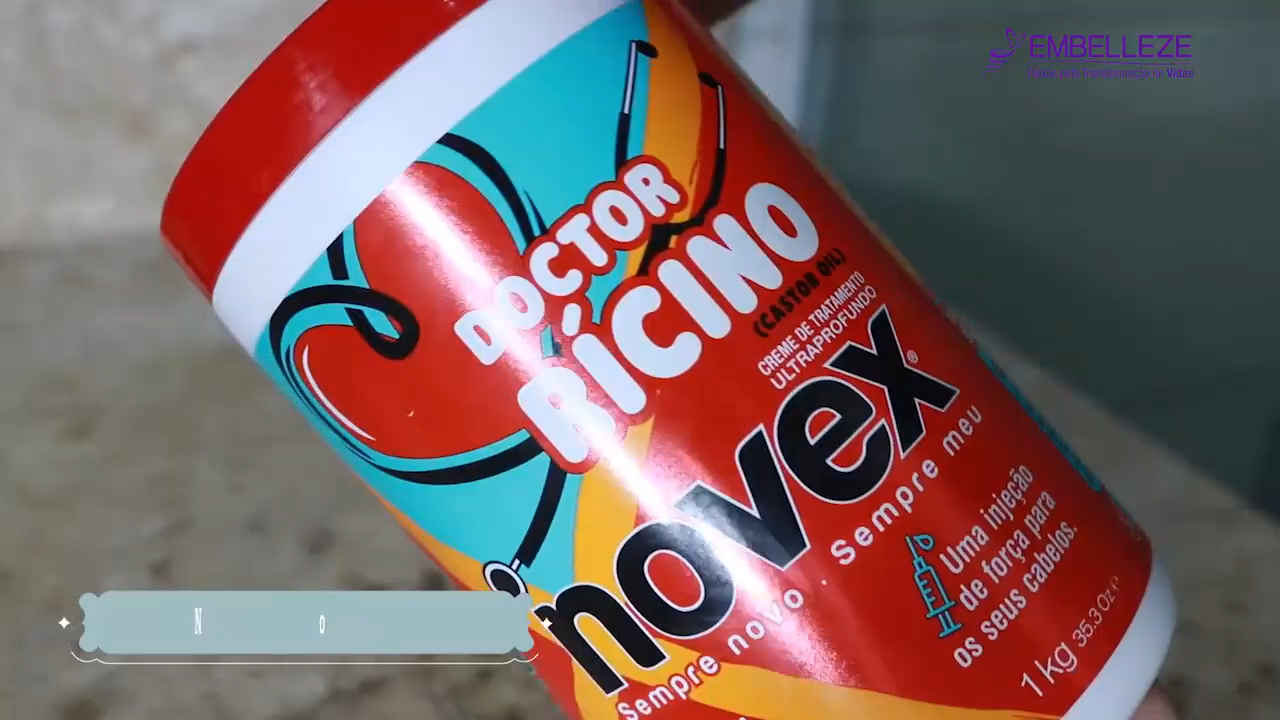 EMBELLEZE
DOCTOR
RÍCINO
(CASTOR OIL)
CREME DE TRATAMENTO
ULTRAPROFUNDO
novex®
Sempre novo . Sempre meu
Uma injeção
de força para
os seus cabelos.
1 kg 35.3 Oz ℮
N o